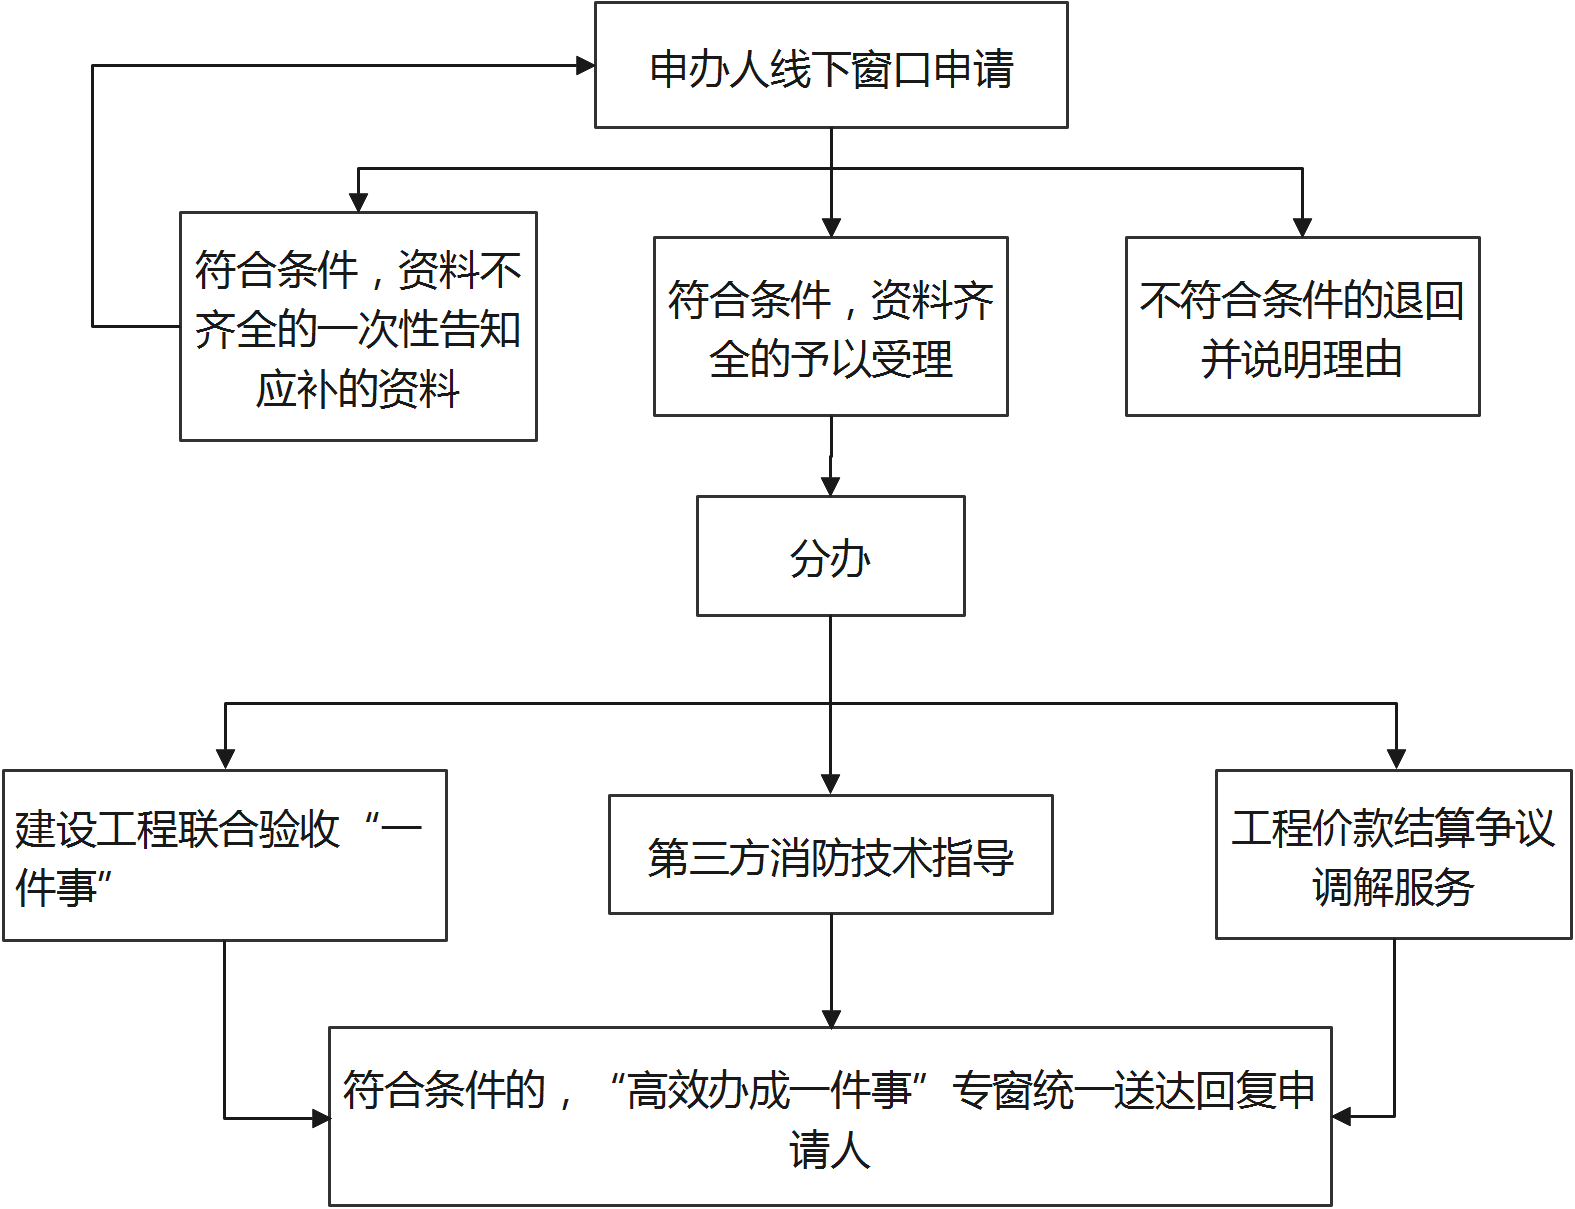 申办人线下窗口申请
符合条件，资料不
齐全的一次性告知
应补的资料
符合条件，资料齐
全的予以受理
不符合条件的退回
并说明理由
分办
建设工程联合验收“一
件事”
第三方消防技术指导
工程价款结算争议
调解服务
符合条件的，“高效办成一件事”专窗统一送达回复申
请人